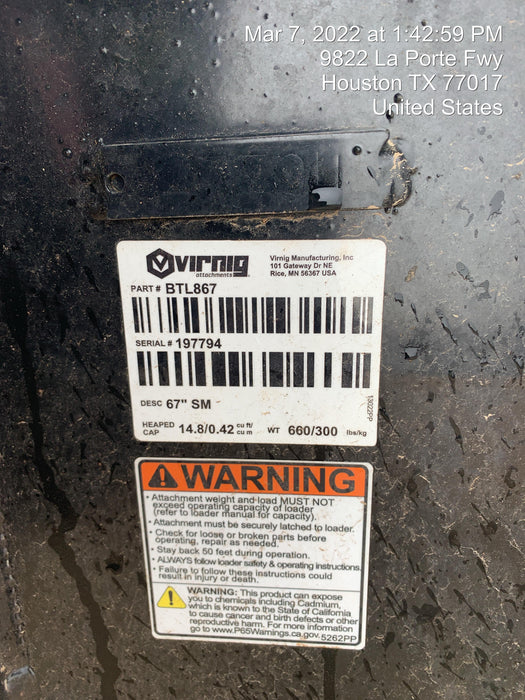 Mar 7, 2022 at 1:42:59 PM
9822 La Porte Fwy
Houston TX 77017
United States
Virnig
attachments
Virnig Manufacturing, Inc
101 Gateway Dr NE
Rice, MN 56367 USA
PART # BTL867
SERIAL # 197794
DESC 67" SM
1302PP
HEAPED CAP 14.8/0.42 cu ft/ cu m WT 660/300 lbs/kg
WARNING
• Attachment weight and load MUST NOT
exceed operating capacity of loader
(refer to loader manual for capacity).
• Attachment must be securely latched to loader.
• Check for loose or broken parts before
operating, repair as needed.
• Stay back 50 feet during operation.
• ALWAYS follow loader safety & operating instructions.
• Failure to follow these instructions could
result in injury or death.
WARNING: This product can expose
you to chemicals including Cadmium,
which is known to the State of California
to cause cancer and birth defects or other
reproductive harm. For more information
go to www.P65Warnings.ca.gov. 5262PP